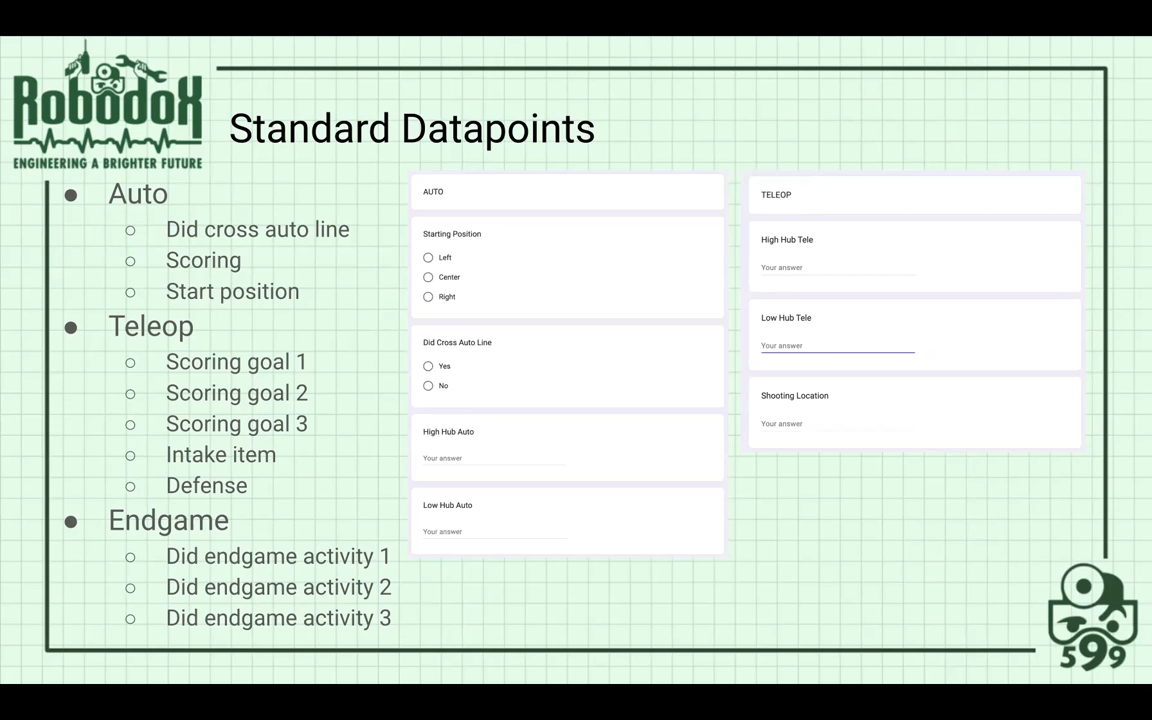 RobodoX
ENGINEERING A BRIGHTER FUTURE
Standard Datapoints
● Auto
○ Did cross auto line
○ Scoring
○ Start position
● Teleop
○ Scoring goal 1
○ Scoring goal 2
○ Scoring goal 3
○ Intake item
○ Defense
● Endgame
○ Did endgame activity 1
○ Did endgame activity 2
○ Did endgame activity 3
AUTO
Starting Position
Left
Center
Right
Did Cross Auto Line
Yes
No
High Hub Auto
Your answer
Low Hub Auto
Your answer
TELEOP
High Hub Tele
Your answer
Low Hub Tele
Your answer
Shooting Location
Your answer
599